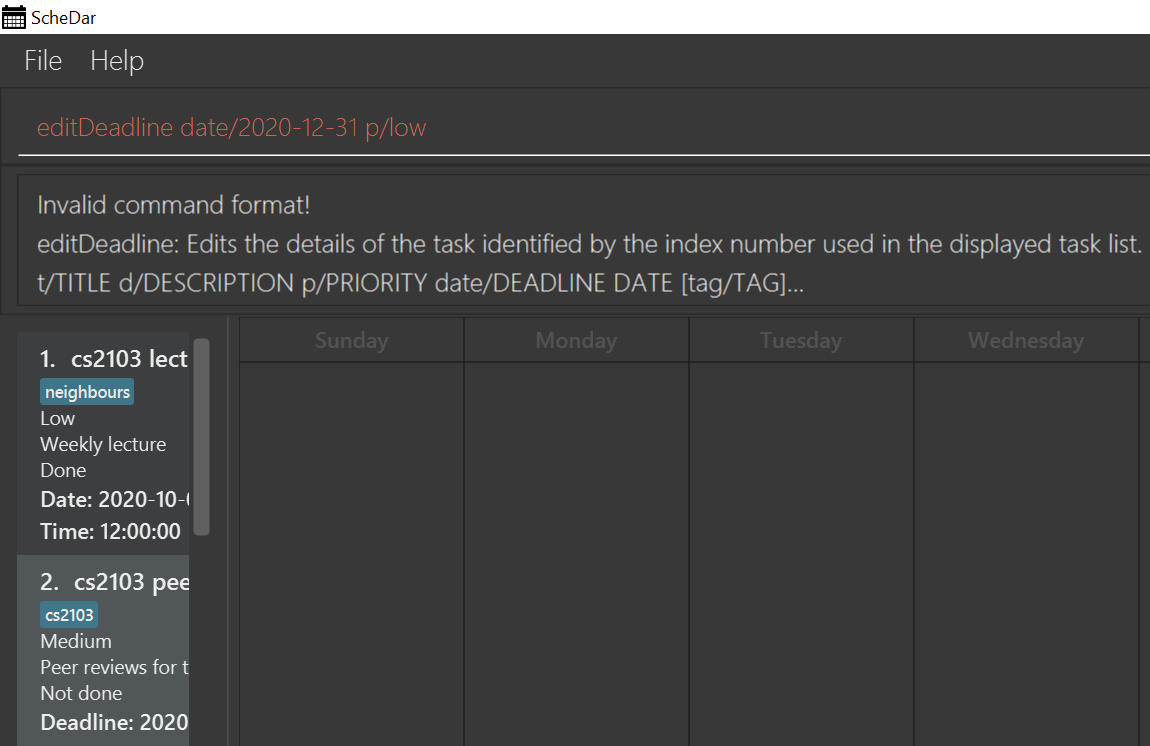 ScheDar
File Help
editDeadline date/2020-12-31 p/low
Invalid command format!
editDeadline: Edits the details of the task identified by the index number used in the displayed task list.
t/TITLE d/DESCRIPTION p/PRIORITY date/DEADLINE DATE [tag/TAG]...
Sunday Monday Tuesday Wednesday
1. cs2103 lect
neighbours
Low
Weekly lecture
Done
Date: 2020-10-
Time: 12:00:00
2. cs2103 pee
cs2103
Medium
Peer reviews for t
Not done
Deadline: 2020